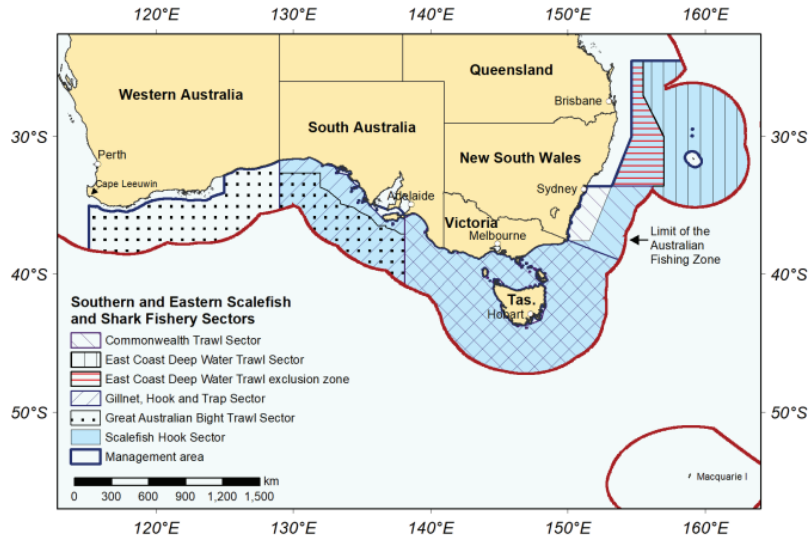 120°E 130°E 140°E 150°E 160°E
Queensland
Western Australia
Brisbane
South Australia
30°S 30°S
Perth
New South Wales
Cape Leeuwin
Adelaide
Sydney
Victoria
Melbourne
Limit of the
Australian
Fishing Zone
40°S 40°S
Tas.
Hobart
Southern and Eastern Scalefish
and Shark Fishery Sectors
Commonwealth Trawl Sector
East Coast Deep Water Trawl Sector
East Coast Deep Water Trawl exclusion zone
Gillnet, Hook and Trap Sector
Great Australian Bight Trawl Sector
Scalefish Hook Sector
Management area
50°S 50°S
km
0 300 600 900 1,200 1,500
Macquarie I
120°E 130°E 140°E 150°E 160°E